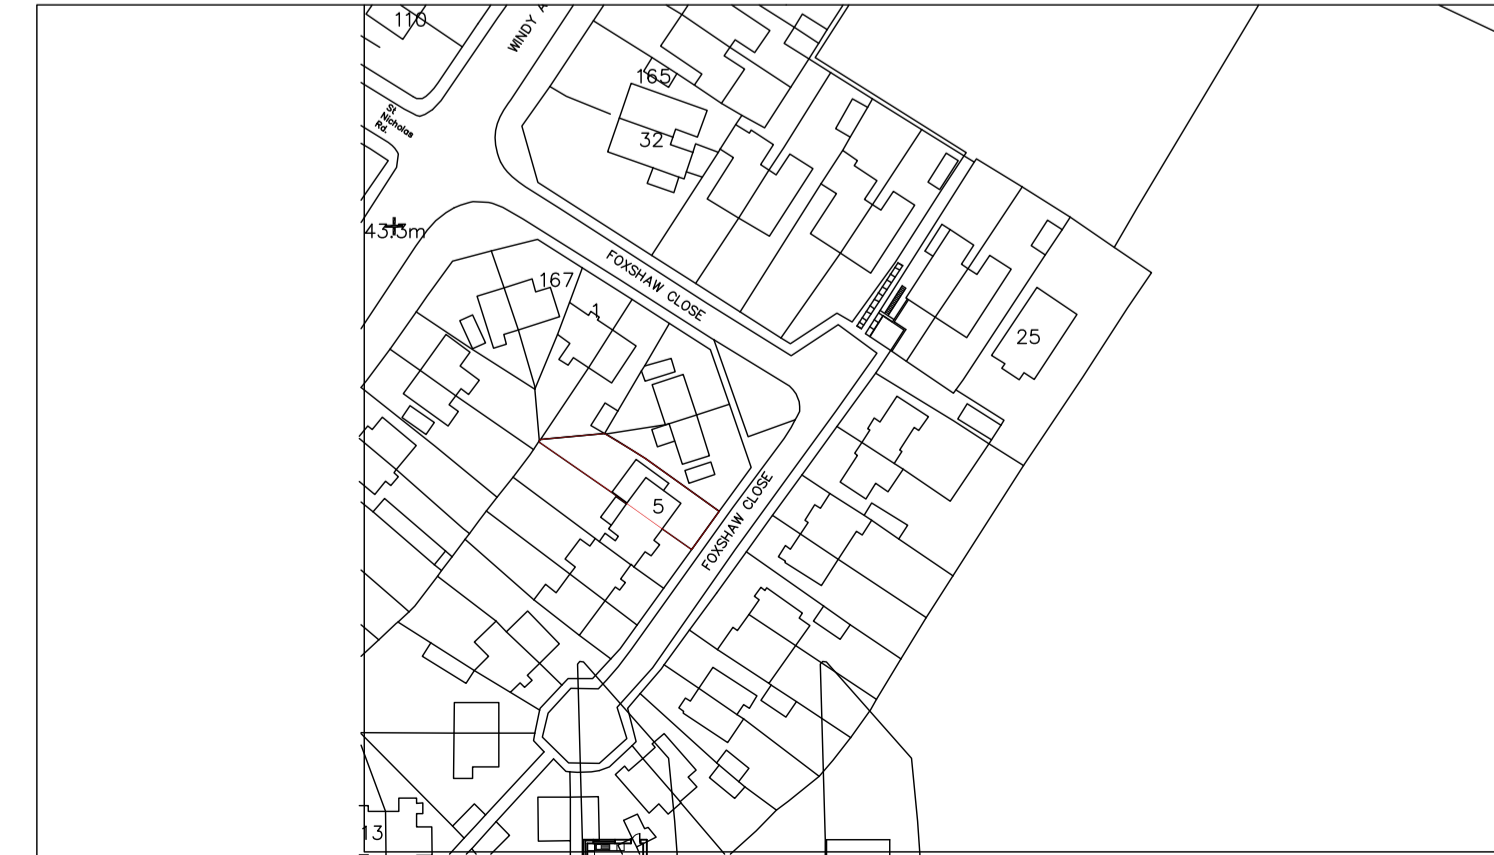 110
WINDY A
165
St
Nicholas
Rd.
32
43.3m
FOXSHAW CLOSE
167
1
25
5
FOXSHAW CLOSE
13